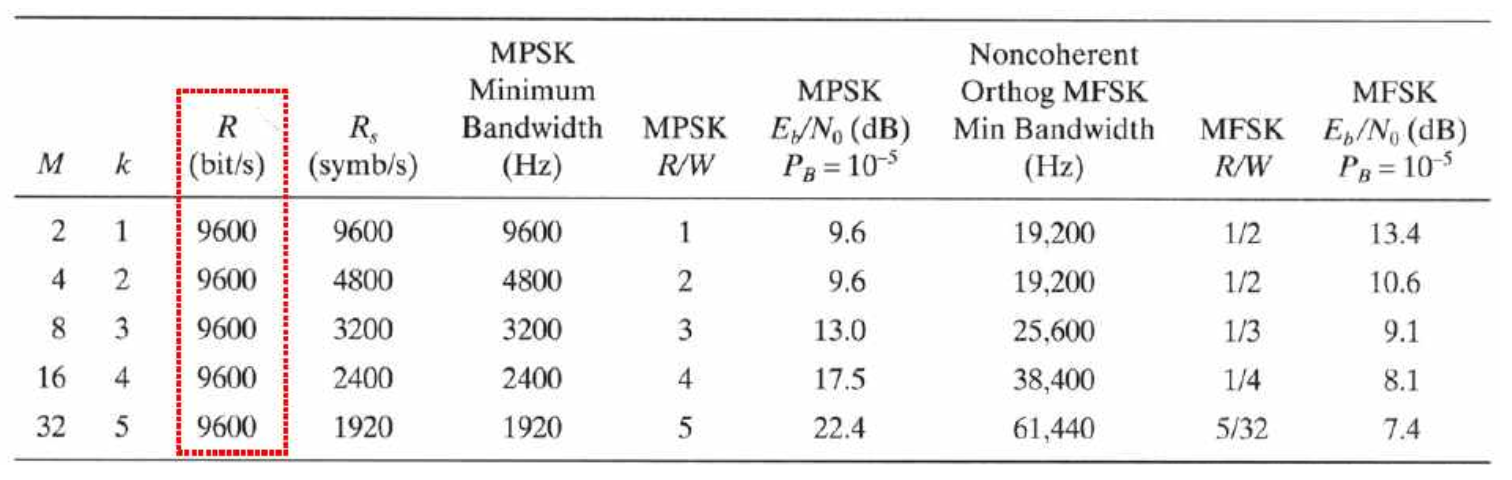 MPSK Noncoherent
Minimum MPSK Orthog MFSK MFSK
R R_s Bandwidth MPSK E_b/N_0 (dB) Min Bandwidth MFSK E_b/N_0 (dB)
M k (bit/s) (symb/s) (Hz) R/W P_B = 10^–5 (Hz) R/W P_B = 10^–5
2 1 9600 9600 9600 1 9.6 19,200 1/2 13.4
4 2 9600 4800 4800 2 9.6 19,200 1/2 10.6
8 3 9600 3200 3200 3 13.0 25,600 1/3 9.1
16 4 9600 2400 2400 4 17.5 38,400 1/4 8.1
32 5 9600 1920 1920 5 22.4 61,440 5/32 7.4